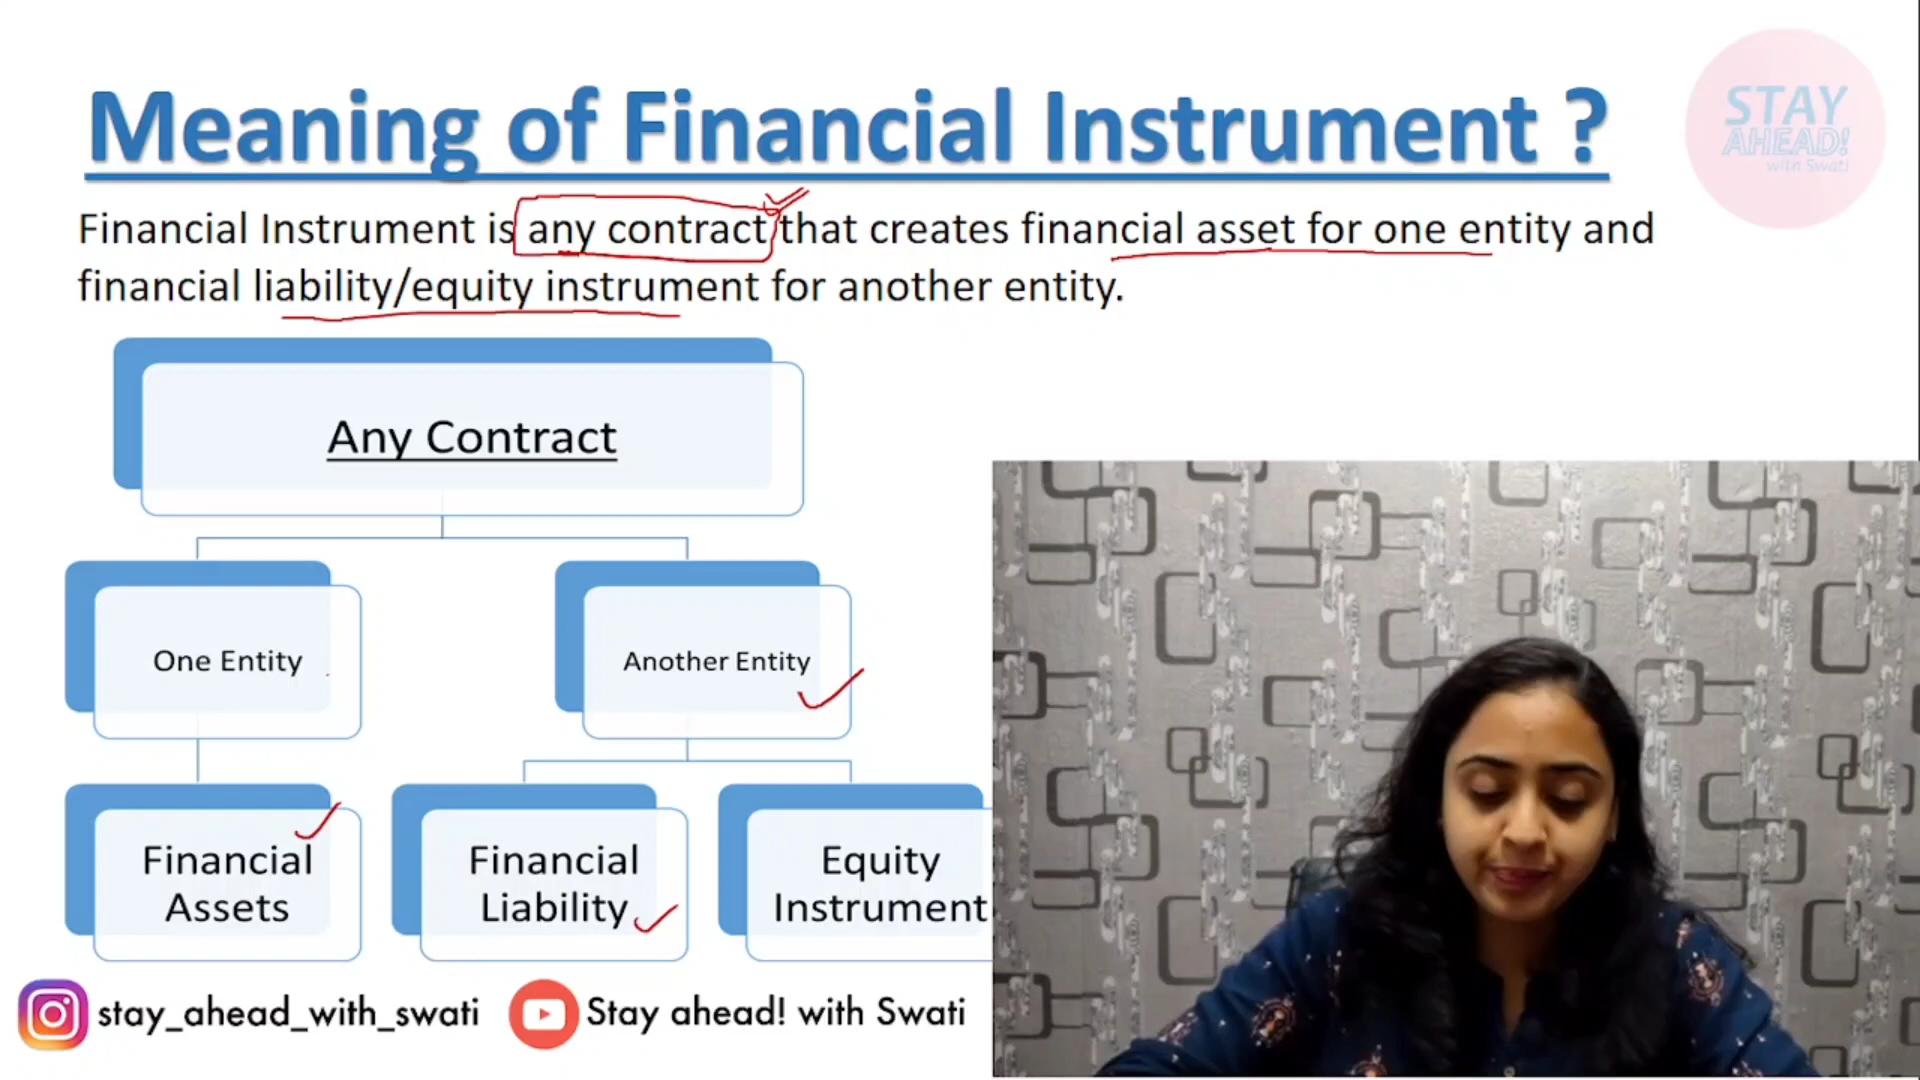 Meaning of Financial Instrument ?
STAY
AHEAD!
with Swati
Financial Instrument is any contract that creates financial asset for one entity and
financial liability/equity instrument for another entity.
Any Contract
One Entity
Another Entity
Financial
Assets
Financial
Liability
Equity
Instrument
stay_ahead_with_swati
Stay ahead! with Swati